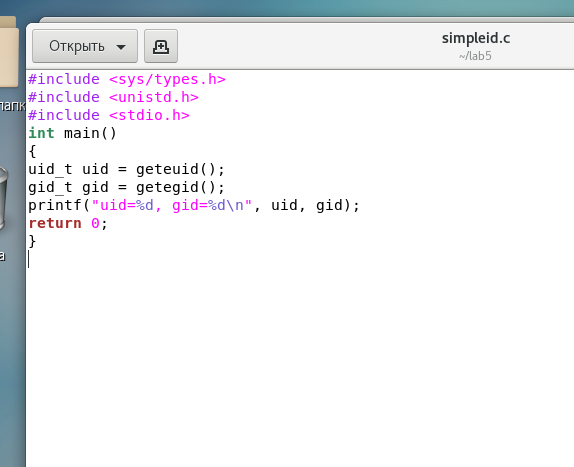 Открыть
simpleid.c
~/lab5
#include <sys/types.h>
#include <unistd.h>
#include <stdio.h>
int main()
{
uid_t uid = geteuid();
gid_t gid = getegid();
printf("uid=%d, gid=%d\n", uid, gid);
return 0;
}